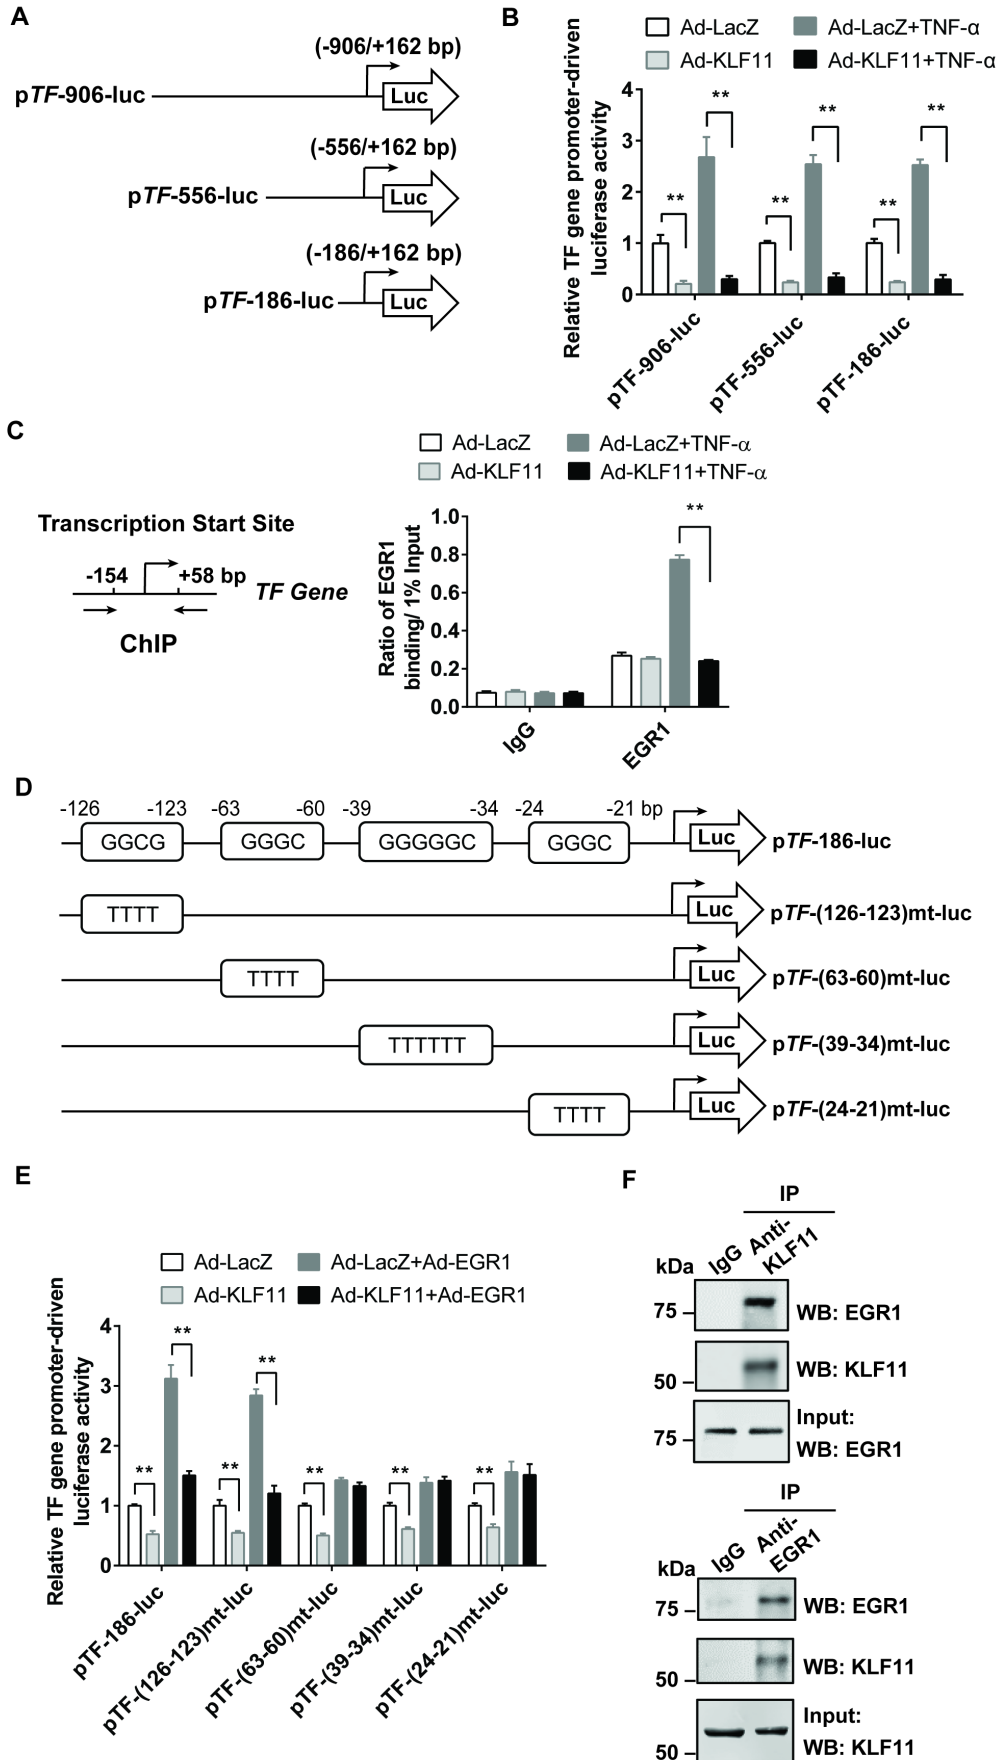 A
(-906/+162 bp)
pTF-906-luc
Luc
(-556/+162 bp)
pTF-556-luc
Luc
(-186/+162 bp)
pTF-186-luc
Luc
B
Ad-LacZ
Ad-LacZ+TNF-α
Ad-KLF11
Ad-KLF11+TNF-α
Relative TF gene promoter-driven
luciferase activity
4
3
2
1
0
**
**
**
**
**
**
pTF-906-luc
pTF-556-luc
pTF-186-luc
C
Ad-LacZ
Ad-LacZ+TNF-α
Ad-KLF11
Ad-KLF11+TNF-α
Transcription Start Site
-154
+58 bp
TF Gene
ChIP
Ratio of EGR1
binding/ 1% Input
1.0
0.8
0.6
0.4
0.2
0.0
**
IgG
EGR1
D
-126
-123
-63
-60
-39
-34
-24
-21 bp
GGCG
GGGC
GGGGGC
GGGC
Luc
pTF-186-luc
TTTT
Luc
pTF-(126-123)mt-luc
TTTT
Luc
pTF-(63-60)mt-luc
TTTTTT
Luc
pTF-(39-34)mt-luc
TTTT
Luc
pTF-(24-21)mt-luc
E
Ad-LacZ
Ad-LacZ+Ad-EGR1
Ad-KLF11
Ad-KLF11+Ad-EGR1
Relative TF gene promoter-driven
luciferase activity
4
3
2
1
0
**
**
**
**
**
**
**
pTF-186-luc
pTF-(126-123)mt-luc
pTF-(63-60)mt-luc
pTF-(39-34)mt-luc
pTF-(24-21)mt-luc
F
IP
IgG
Anti-
KLF11
kDa
75
WB: EGR1
50
WB: KLF11
75
Input:
WB: EGR1
IP
IgG
Anti-
EGR1
kDa
75
WB: EGR1
50
WB: KLF11
50
Input:
WB: KLF11